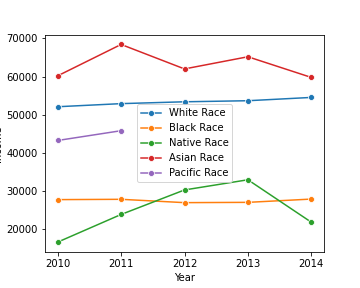 70000
60000
50000
40000
30000
20000
White Race
Black Race
Native Race
Asian Race
Pacific Race
2010 2011 2012 2013 2014
Year